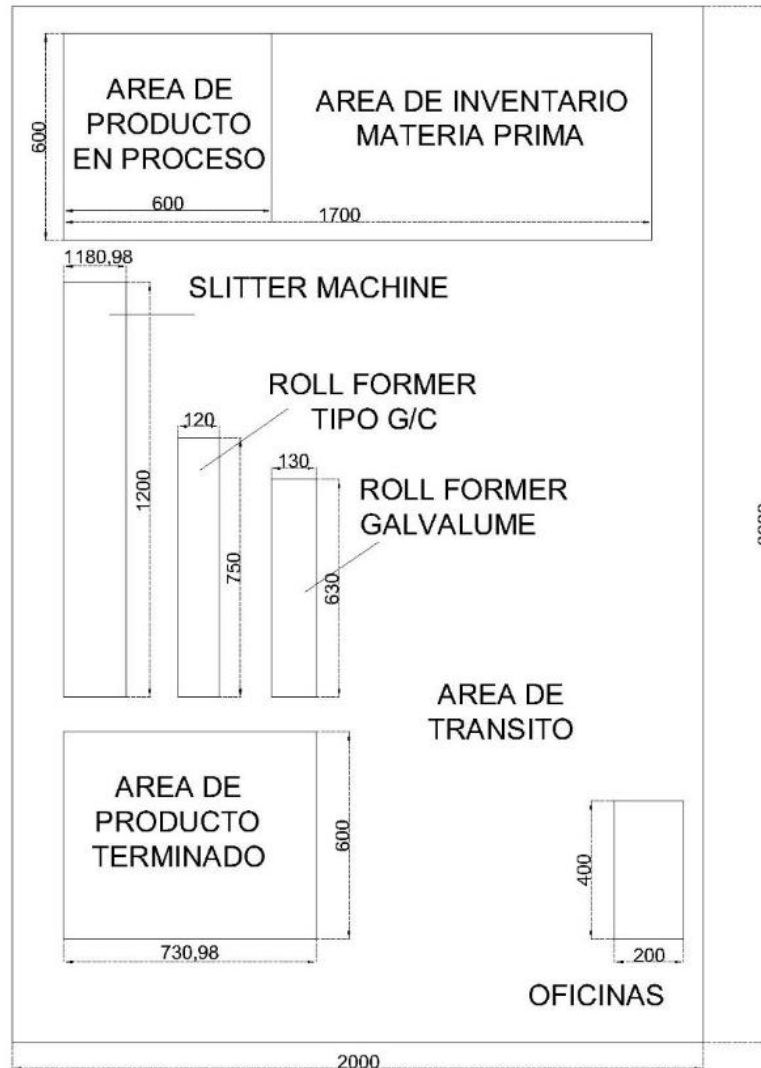 AREA DE
PRODUCTO
EN PROCESO
AREA DE INVENTARIO
MATERIA PRIMA
600
600
1700
1180,98
SLITTER MACHINE
ROLL FORMER
TIPO G/C
120
130
ROLL FORMER
GALVALUME
1200
750
630
AREA DE
TRANSITO
AREA DE
PRODUCTO
TERMINADO
600
400
730,98
200
OFICINAS
2000